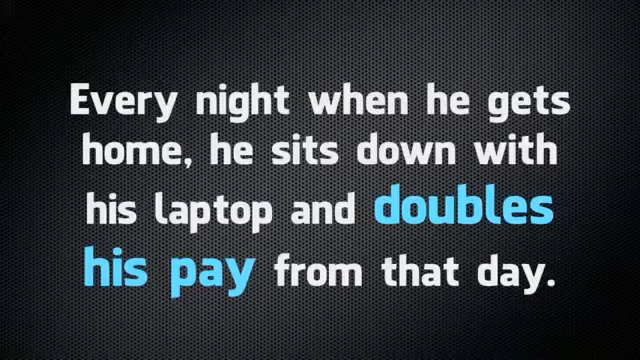 Every night when he gets
home, he sits down with
his laptop and doubles
his pay from that day.